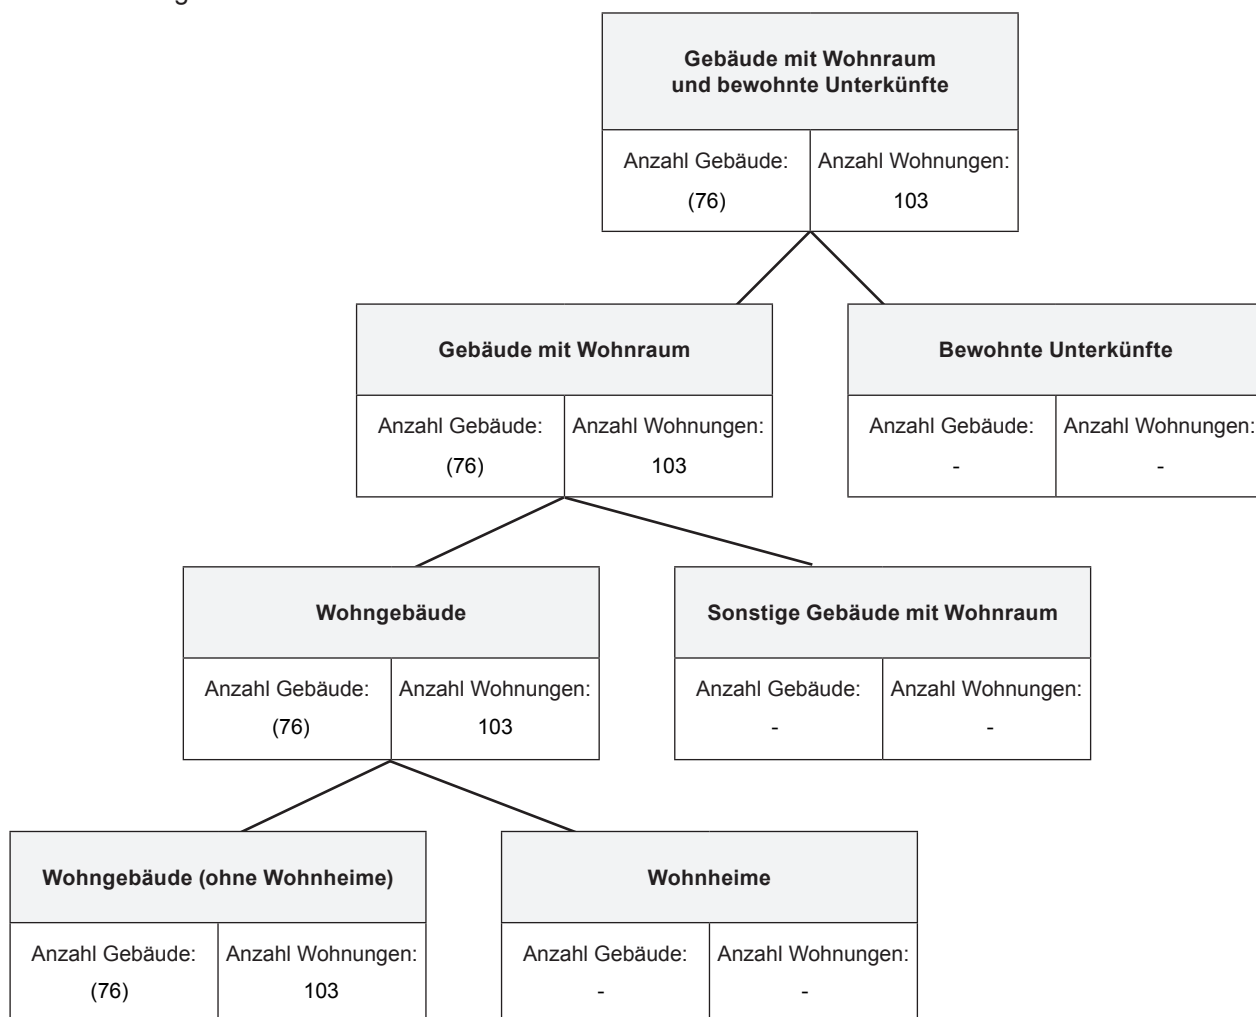 Gebäude mit Wohnraum
und bewohnte Unterkünfte
Anzahl Gebäude: Anzahl Wohnungen:
(76) 103
Gebäude mit Wohnraum Bewohnte Unterkünfte
Anzahl Gebäude: Anzahl Wohnungen: Anzahl Gebäude: Anzahl Wohnungen:
(76) 103 - -
Wohngebäude Sonstige Gebäude mit Wohnraum
Anzahl Gebäude: Anzahl Wohnungen: Anzahl Gebäude: Anzahl Wohnungen:
(76) 103 - -
Wohngebäude (ohne Wohnheime) Wohnheime
Anzahl Gebäude: Anzahl Wohnungen: Anzahl Gebäude: Anzahl Wohnungen:
(76) 103 - -